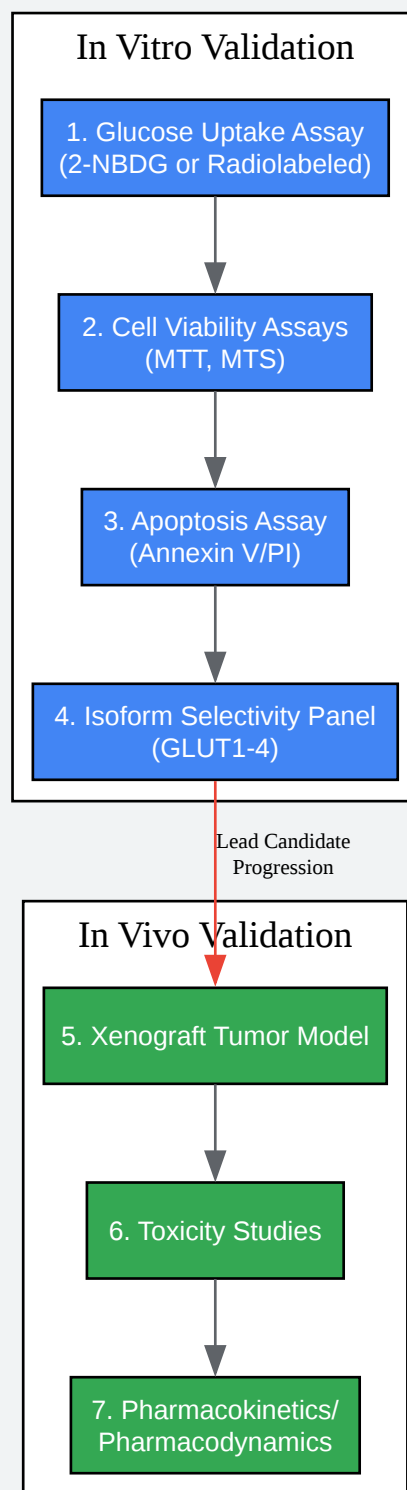 In Vitro Validation
1. Glucose Uptake Assay
(2-NBDG or Radiolabeled)
2. Cell Viability Assays
(MTT, MTS)
3. Apoptosis Assay
(Annexin V/PI)
4. Isoform Selectivity Panel
(GLUT1-4)
Lead Candidate
Progression
In Vivo Validation
5. Xenograft Tumor Model
6. Toxicity Studies
7. Pharmacokinetics/
Pharmacodynamics